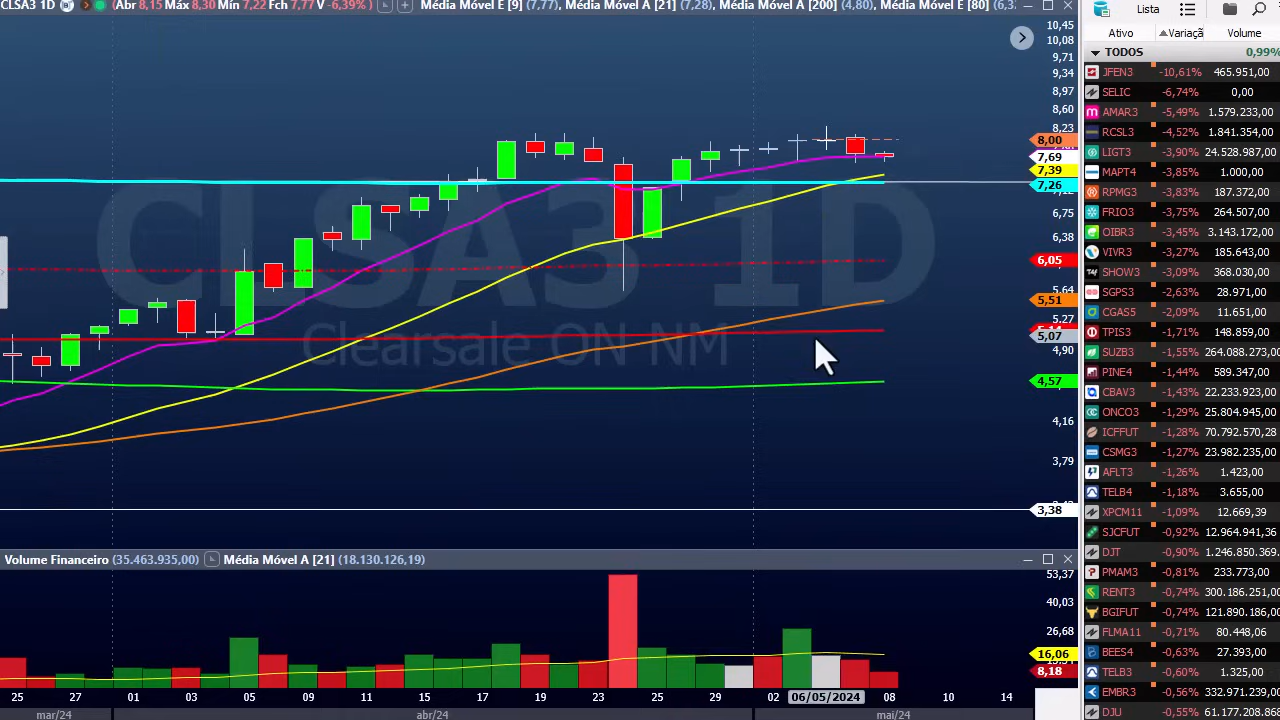 CLSA3 1D
(Abr 8,15 Máx 8,30 Mín 7,22 Fch 7,77 V -6,39%)
Média Móvel E [9] (7,77), Média Móvel A [21] (7,28), Média Móvel A [200] (4,80), Média Móvel E [80] (6,32
10,45
10,08
9,71
9,34
8,97
8,60
8,23
8,00
7,69
7,39
7,26
6,75
6,38
6,05
5,64
5,51
5,27
5,07
4,90
4,57
4,16
3,79
3,38
CLSA3 1D
Clearsale ON NM
Volume Financeiro (35.463.935,00) Média Móvel A [21] (18.130.126,19)
53,37
40,03
26,68
16,06
8,18
25 27 01 03 05 09 11 15 17 19 23 25 29 02 06/05/2024 08 10 14
mar/24 abr/24 mai/24
Lista
Ativo Variaçã Volume
TODOS 0,99%
JFEN3 -10,61% 465.951,00
SELIC -6,74% 0,00
AMAR3 -5,49% 1.579.233,00
RCSL3 -4,52% 1.841.354,00
LIGT3 -3,90% 24.528.987,00
MAPT4 -3,85% 1.000,00
RPMG3 -3,83% 187.372,00
FRIO3 -3,75% 264.507,00
OIBR3 -3,45% 3.143.172,00
VIVR3 -3,27% 185.643,00
SHOW3 -3,09% 368.030,00
SGPS3 -2,63% 28.971,00
CGAS5 -2,09% 11.651,00
TPIS3 -1,71% 148.859,00
SUZB3 -1,55% 264.088.273,00
PINE4 -1,44% 589.347,00
CBAV3 -1,43% 22.233.923,00
ONCO3 -1,29% 25.804.945,00
ICFFUT -1,28% 70.792.570,28
CSMG3 -1,27% 23.982.235,00
AFLT3 -1,26% 1.423,00
TELB4 -1,18% 3.655,00
XPCM11 -1,09% 12.669,39
SJCFUT -0,92% 12.964.941,36
DJT -0,90% 1.246.850.369,
PMAM3 -0,81% 233.773,00
RENT3 -0,74% 300.186.251,00
BGIFUT -0,74% 121.890.186,00
FLMA11 -0,71% 80.448,06
BEES4 -0,63% 27.393,00
TELB3 -0,60% 1.325,00
EMBR3 -0,56% 332.971.239,00
DJU -0,55% 61.177.208.868